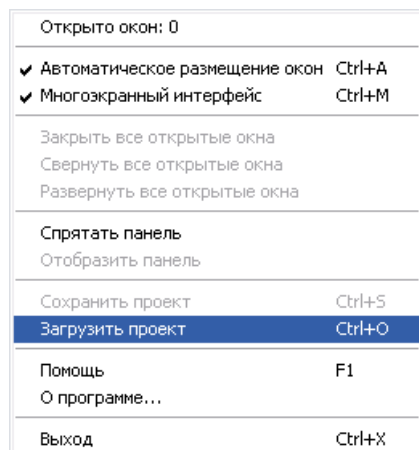 Открыто окон: 0
Автоматическое размещение окон Ctrl+A
Многоэкранный интерфейс Ctrl+M
Закрыть все открытые окна
Свернуть все открытые окна
Развернуть все открытые окна
Спрятать панель
Отобразить панель
Сохранить проект Ctrl+S
Загрузить проект Ctrl+O
Помощь F1
О программе...
Выход Ctrl+X